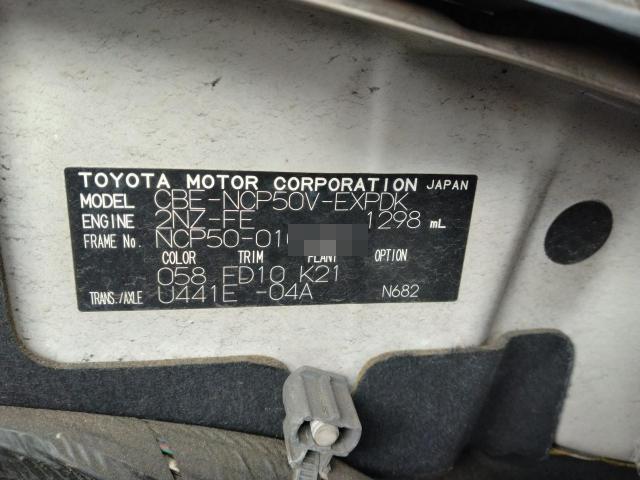 TOYOTA MOTOR CORPORATION JAPAN
MODEL CBE-NCP50V-EXPDK
ENGINE 2NZ-FE 1298 mL
FRAME No. NCP50-010
COLOR TRIM PLANT OPTION
058 FD10 K21
TRANS./AXLE U441E -04A N682